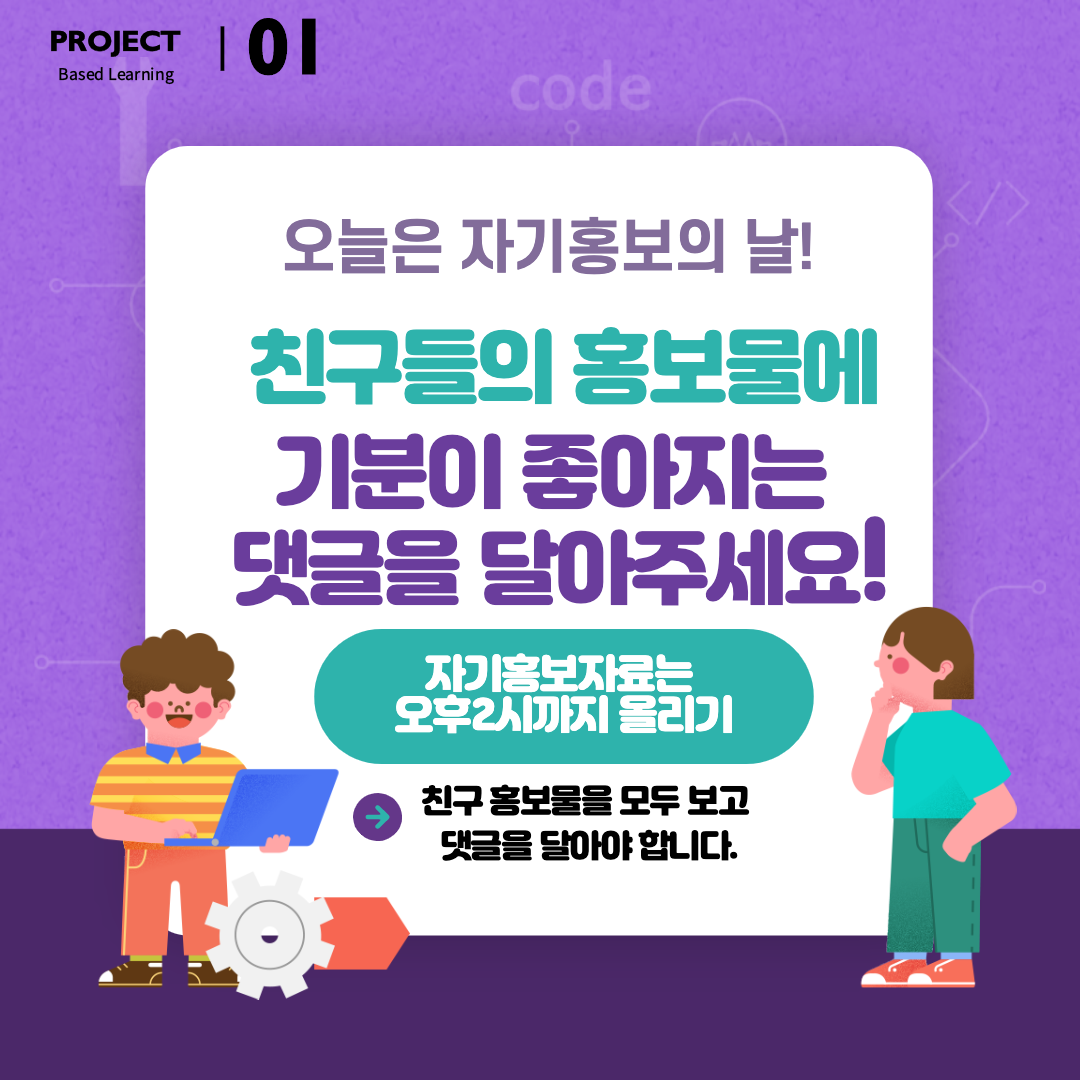 PROJECT
Based Learning
01
code
</>
오늘은 자기홍보의 날!
친구들의 홍보물에
기분이 좋아지는
댓글을 달아주세요!
자기홍보자료는
오후2시까지 올리기
친구 홍보물을 모두 보고
댓글을 달아야 합니다.